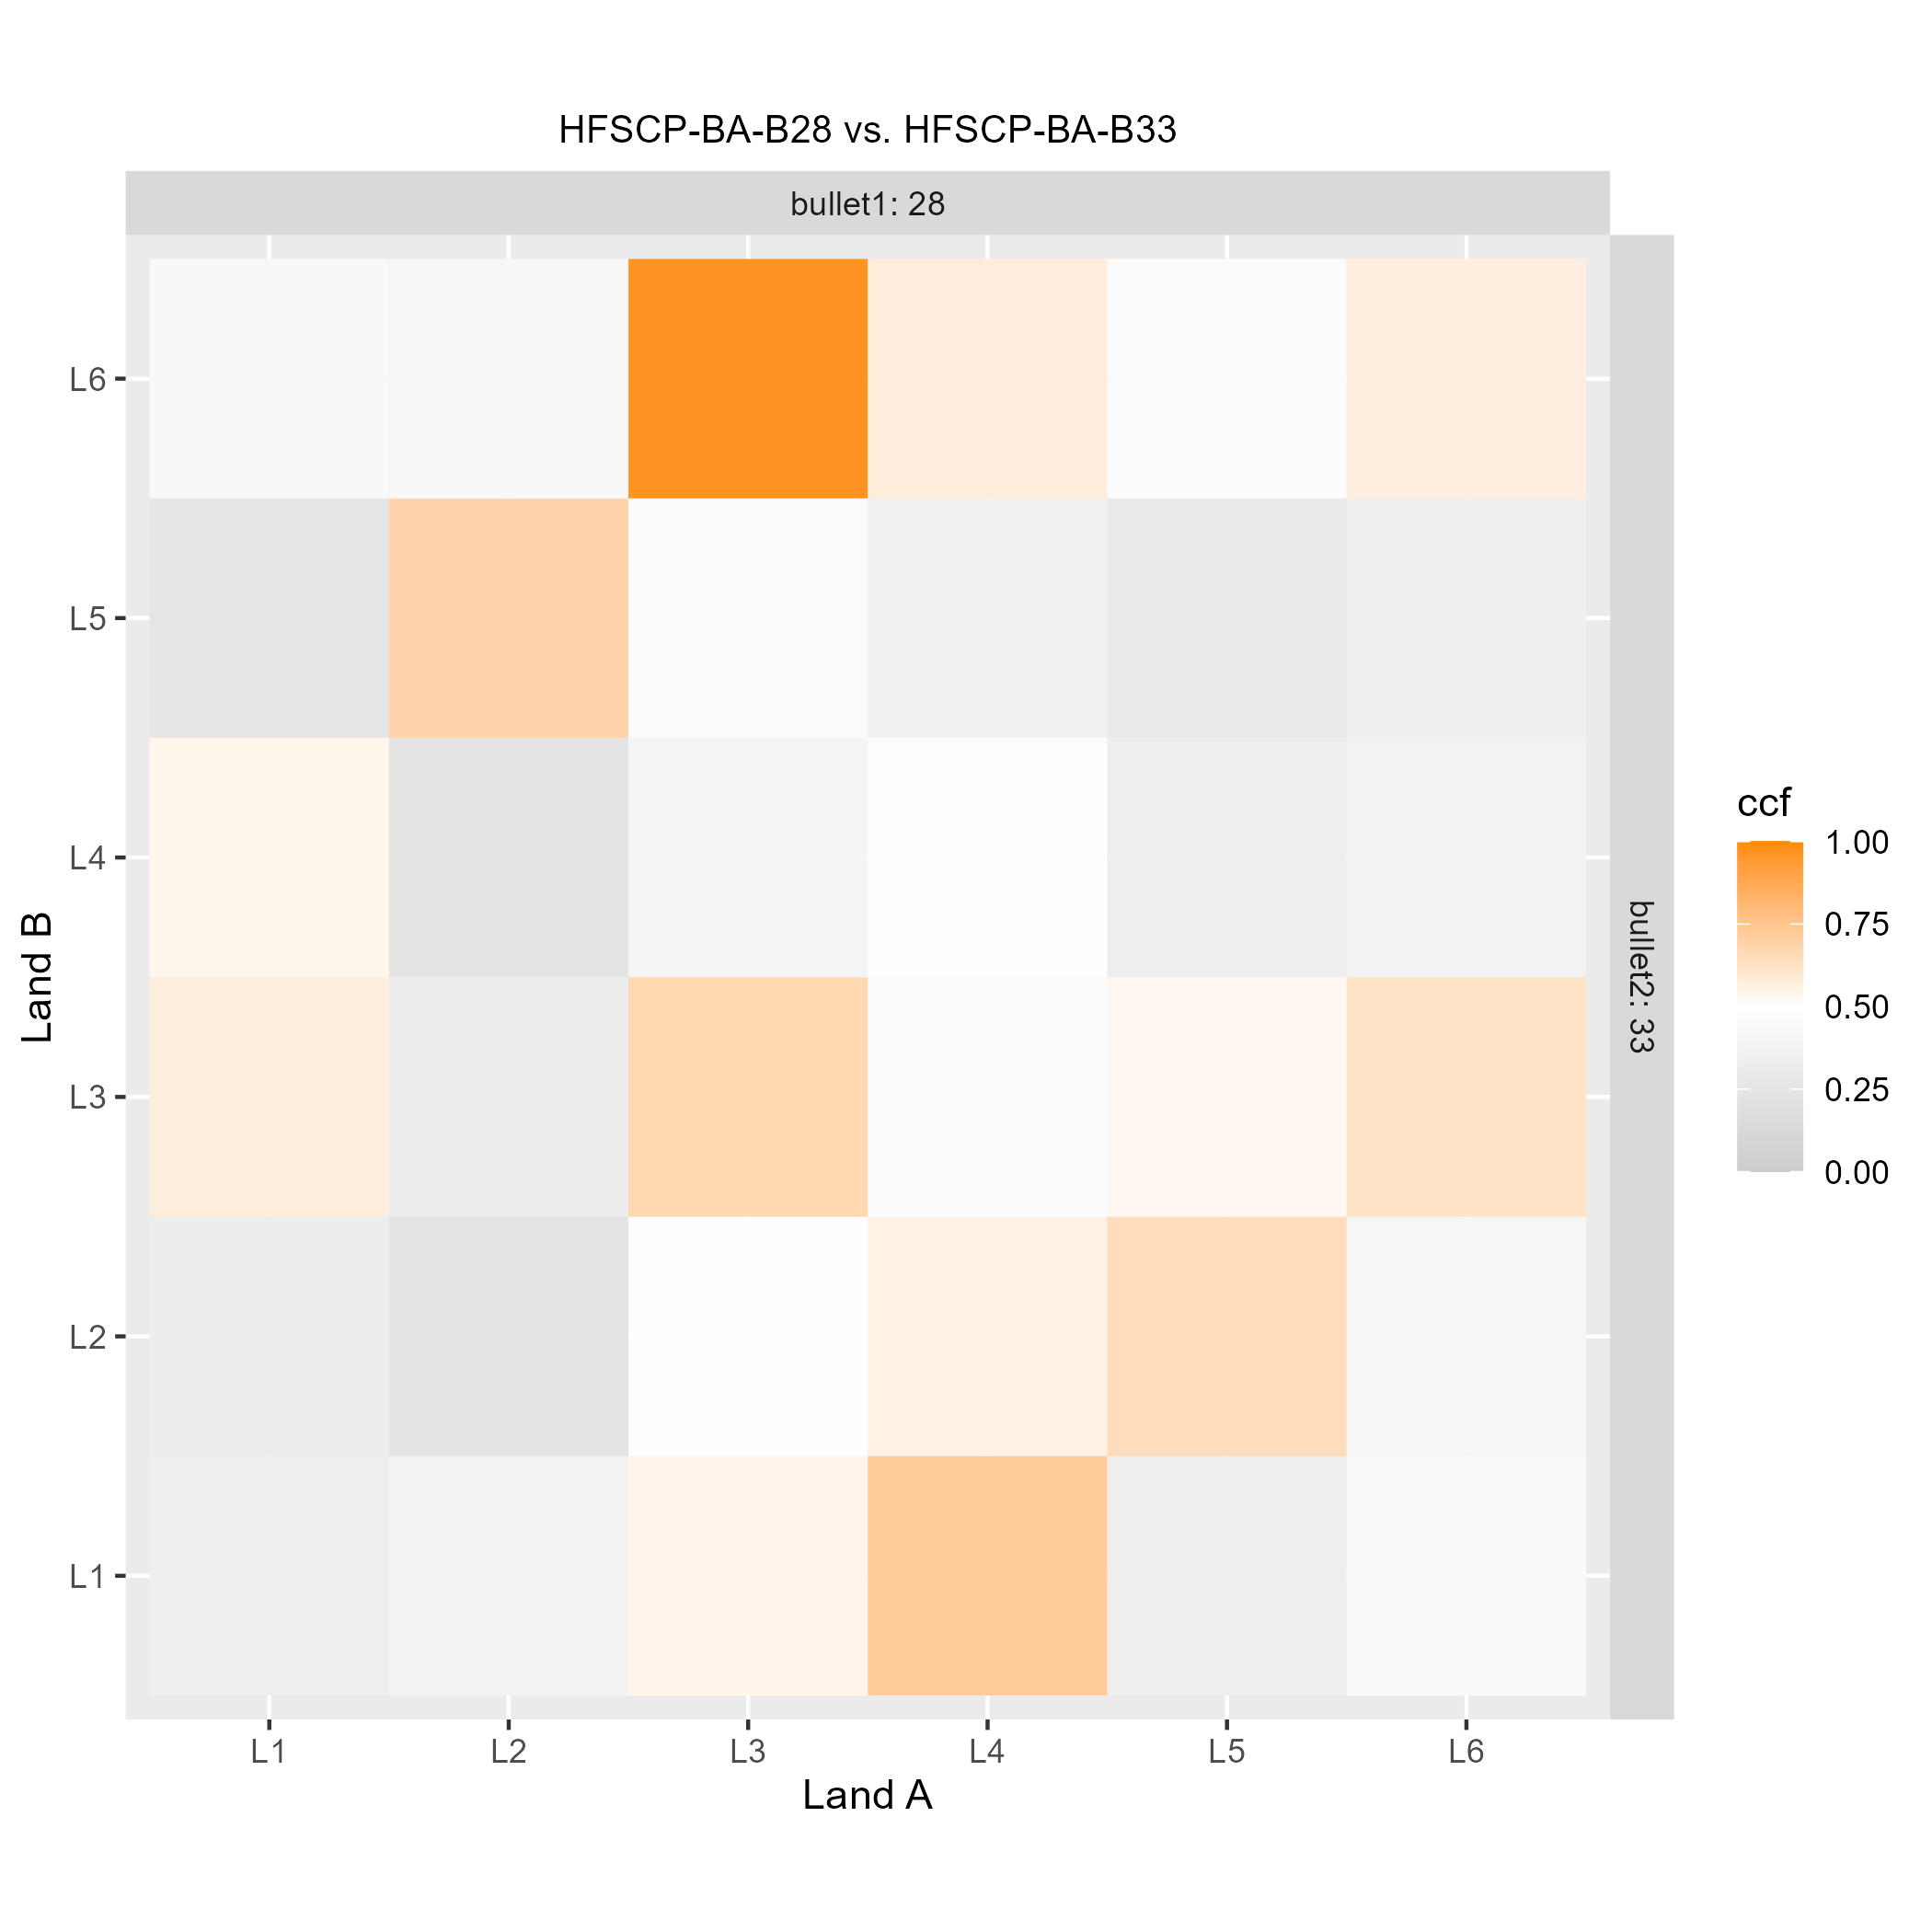 HFSCP-BA-B28 vs. HFSCP-BA-B33
bullet1: 28
L6
L5
L4
L3
L2
L1
Land B
bullet2: 33
L1 L2 L3 L4 L5 L6
Land A
ccf
1.00
0.75
0.50
0.25
0.00